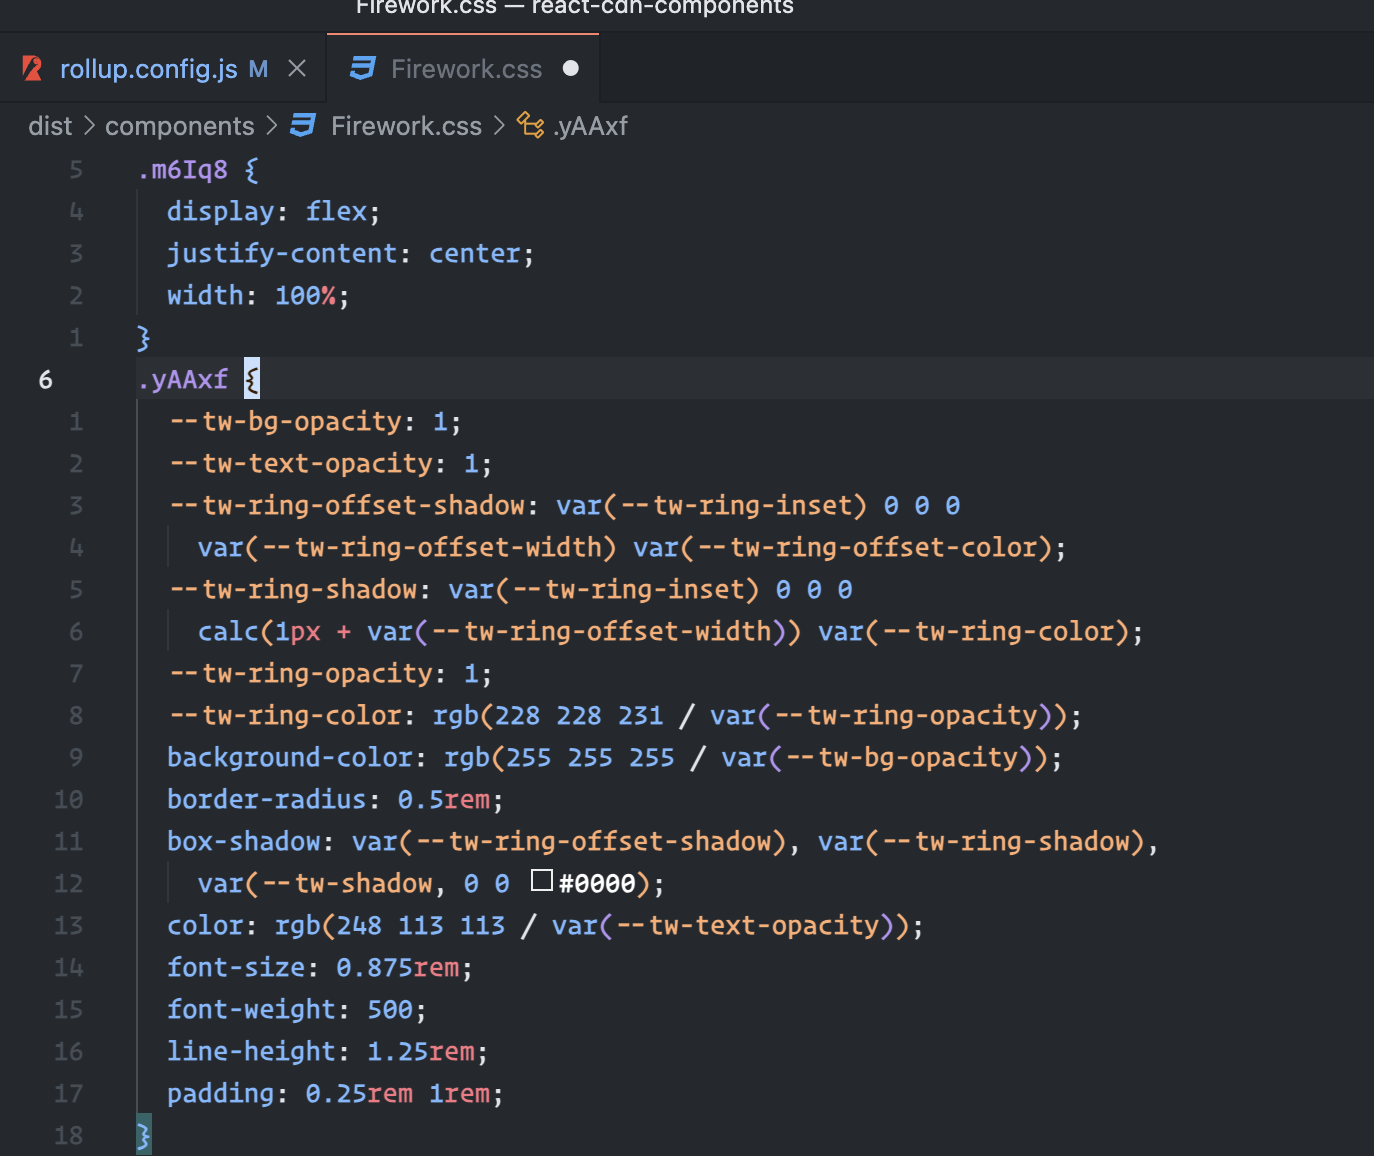 Firework.css — react-cdn-components
rollup.config.js M
Firework.css
dist > components > Firework.css > .yAAxf
5 .m6Iq8 {
4 display: flex;
3 justify-content: center;
2 width: 100%;
1 }
6 .yAAxf {
1 --tw-bg-opacity: 1;
2 --tw-text-opacity: 1;
3 --tw-ring-offset-shadow: var(--tw-ring-inset) 0 0 0
4 var(--tw-ring-offset-width) var(--tw-ring-offset-color);
5 --tw-ring-shadow: var(--tw-ring-inset) 0 0 0
6 calc(1px + var(--tw-ring-offset-width)) var(--tw-ring-color);
7 --tw-ring-opacity: 1;
8 --tw-ring-color: rgb(228 228 231 / var(--tw-ring-opacity));
9 background-color: rgb(255 255 255 / var(--tw-bg-opacity));
10 border-radius: 0.5rem;
11 box-shadow: var(--tw-ring-offset-shadow), var(--tw-ring-shadow),
12 var(--tw-shadow, 0 0 #0000);
13 color: rgb(248 113 113 / var(--tw-text-opacity));
14 font-size: 0.875rem;
15 font-weight: 500;
16 line-height: 1.25rem;
17 padding: 0.25rem 1rem;
18 }